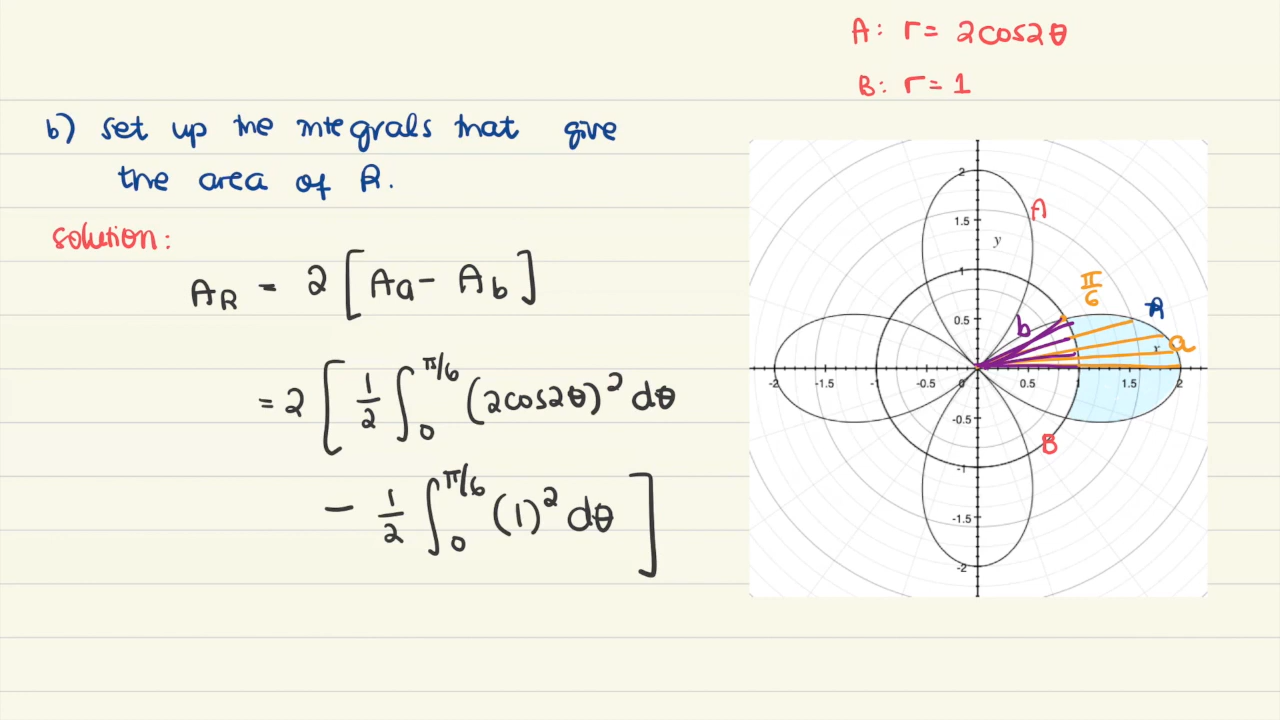 A: r = 2cos2θ
B: r = 1
b) set up the integrals that give
the area of R.
solution:
A_R = 2 [ A_a - A_b ]
= 2 [ 1/2 ∫_0^{π/6} (2cos2θ)^2 dθ
- 1/2 ∫_0^{π/6} (1)^2 dθ ]
2
A
1.5
y
1
π/6
0.5
b
R
x
a
-2 -1.5 -1 -0.5 0 0.5 1 1.5 2
-0.5
B
-1
-1.5
-2